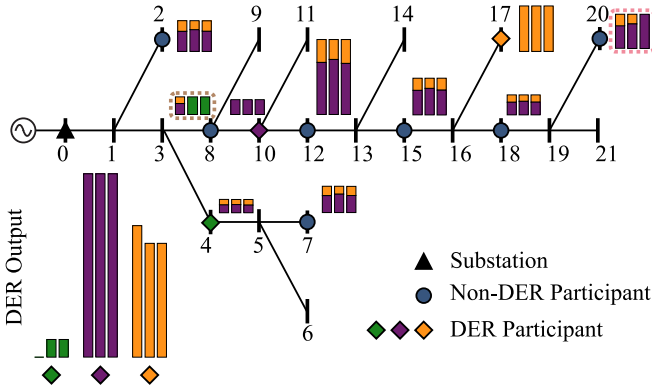 2 9 11 14 17 20
0 1 3 8 10 12 13 15 16 18 19 21
4 5 7
6
DER Output
Substation
Non-DER Participant
DER Participant